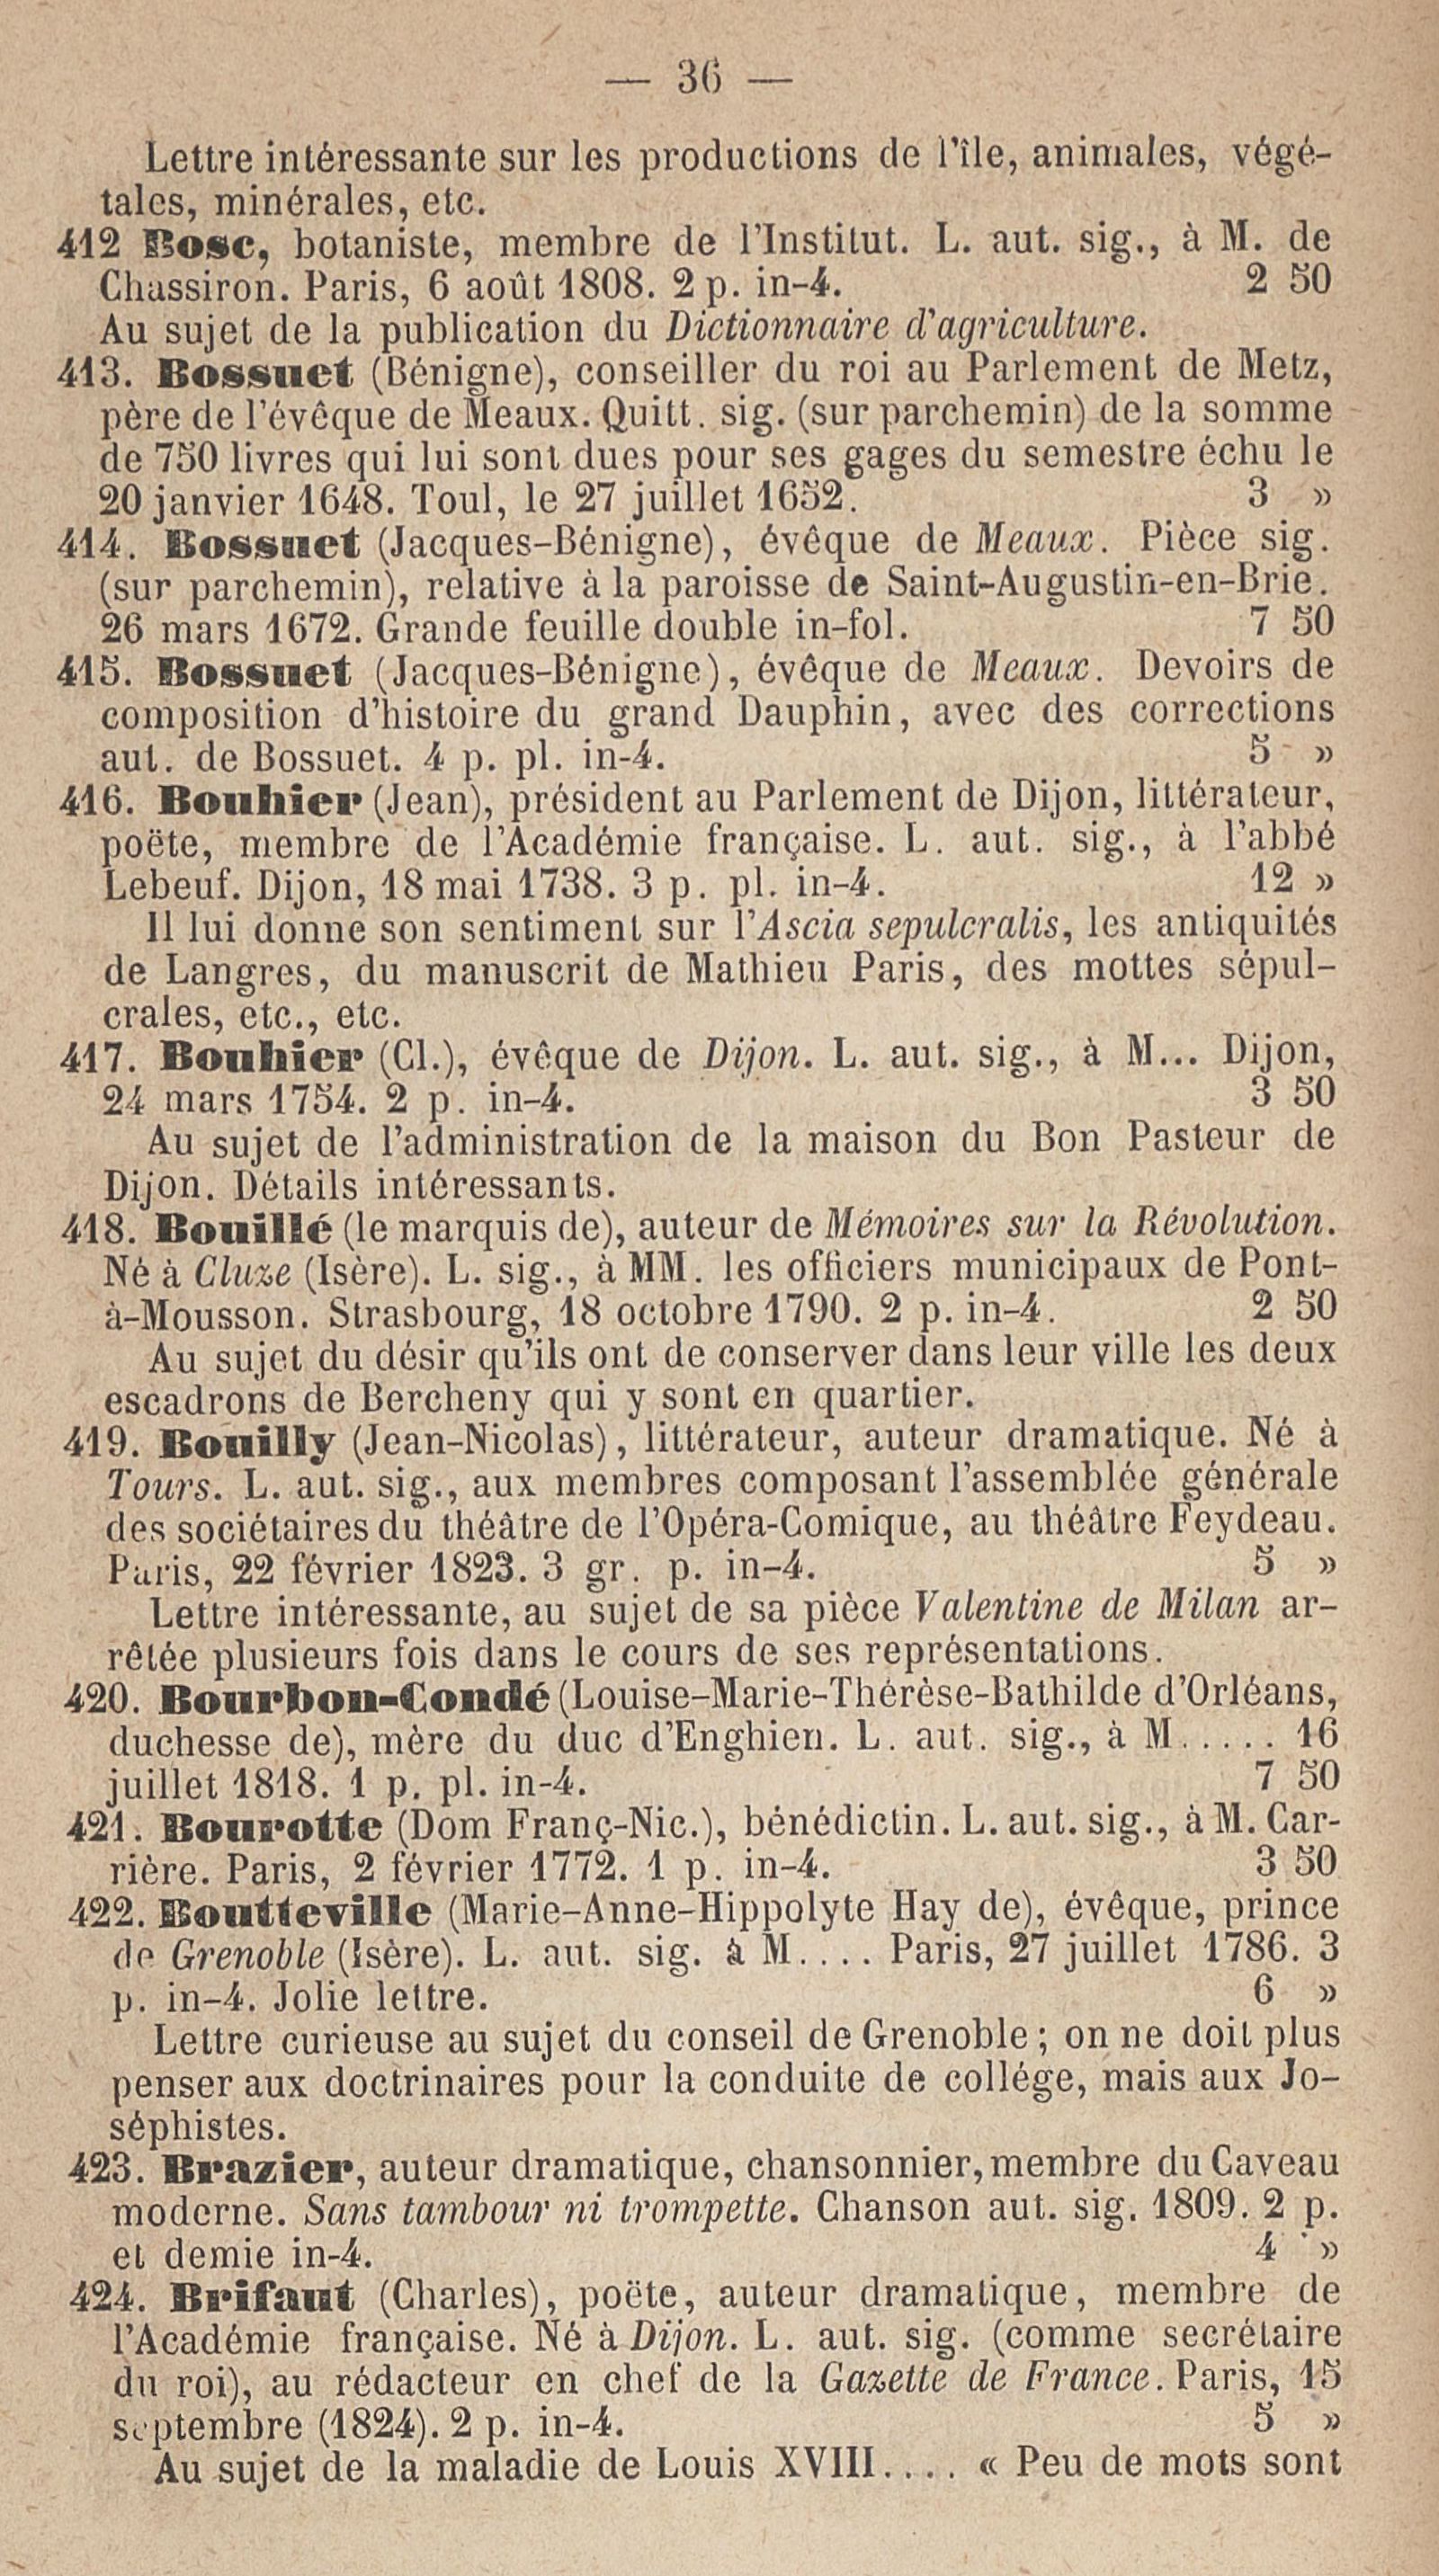 — 36 —
Lettre intéressante sur les productions de l'île, animales, végé-
tales, minérales, etc.
412 Bosc, botaniste, membre de l'Institut. L. aut. sig., à M. de
Chassiron. Paris, 6 août 1808. 2 p. in-4. 2 50
Au sujet de la publication du Dictionnaire d'agriculture.
413. Bossuet (Bénigne), conseiller du roi au Parlement de Metz,
père de l'évêque de Meaux. Quitt. sig. (sur parchemin) de la somme
de 750 livres qui lui sont dues pour ses gages du semestre échu le
20 janvier 1648. Toul, le 27 juillet 1652. 3 »
414. Bossuet (Jacques-Bénigne), évêque de Meaux. Pièce sig.
(sur parchemin), relative à la paroisse de Saint-Augustin-en-Brie.
26 mars 1672. Grande feuille double in-fol. 7 50
415. Bossuet (Jacques-Bénigne), évêque de Meaux. Devoirs de
composition d'histoire du grand Dauphin, avec des corrections
aut. de Bossuet. 4 p. pl. in-4. 5 »
416. Bouhier (Jean), président au Parlement de Dijon, littérateur,
poëte, membre de l'Académie française. L. aut. sig., à l'abbé
Lebeuf. Dijon, 18 mai 1738. 3 p. pl. in-4. 12 »
Il lui donne son sentiment sur l'Ascia sepulcralis, les antiquités
de Langres, du manuscrit de Mathieu Paris, des mottes sépul-
crales, etc., etc.
417. Bouhier (Cl.), évêque de Dijon. L. aut. sig., à M... Dijon,
24 mars 1754. 2 p. in-4. 3 50
Au sujet de l'administration de la maison du Bon Pasteur de
Dijon. Détails intéressants.
418. Bouillé (le marquis de), auteur de Mémoires sur la Révolution.
Né à Cluze (Isère). L. sig., à MM. les officiers municipaux de Pont-
à-Mousson. Strasbourg, 18 octobre 1790. 2 p. in-4. 2 50
Au sujet du désir qu'ils ont de conserver dans leur ville les deux
escadrons de Bercheny qui y sont en quartier.
419. Bouilly (Jean-Nicolas), littérateur, auteur dramatique. Né à
Tours. L. aut. sig., aux membres composant l'assemblée générale
des sociétaires du théâtre de l'Opéra-Comique, au théâtre Feydeau.
Paris, 22 février 1823. 3 gr. p. in-4. 5 »
Lettre intéressante, au sujet de sa pièce Valentine de Milan ar-
rêtée plusieurs fois dans le cours de ses représentations.
420. Bourbon-Condé (Louise-Marie-Thérèse-Bathilde d'Orléans,
duchesse de), mère du duc d'Enghien. L. aut. sig., à M..... 16
juillet 1818. 1 p. pl. in-4. 7 50
421. Bourotte (Dom Franç-Nic.), bénédictin. L. aut. sig., à M. Car-
rière. Paris, 2 février 1772. 1 p. in-4. 3 50
422. Boutteville (Marie-Anne-Hippolyte Hay de), évêque, prince
de Grenoble (Isère). L. aut. sig. à M.... Paris, 27 juillet 1786. 3
p. in-4. Jolie lettre. 6 »
Lettre curieuse au sujet du conseil de Grenoble; on ne doit plus
penser aux doctrinaires pour la conduite de collége, mais aux Jo-
séphistes.
423. Brazier, auteur dramatique, chansonnier, membre du Caveau
moderne. Sans tambour ni trompette. Chanson aut. sig. 1809. 2 p.
et demie in-4. 4 »
424. Brifaut (Charles), poëte, auteur dramatique, membre de
l'Académie française. Né à Dijon. L. aut. sig. (comme secrétaire
du roi), au rédacteur en chef de la Gazette de France. Paris, 15
septembre (1824). 2 p. in-4. 5 »
Au sujet de la maladie de Louis XVIII.... « Peu de mots sont